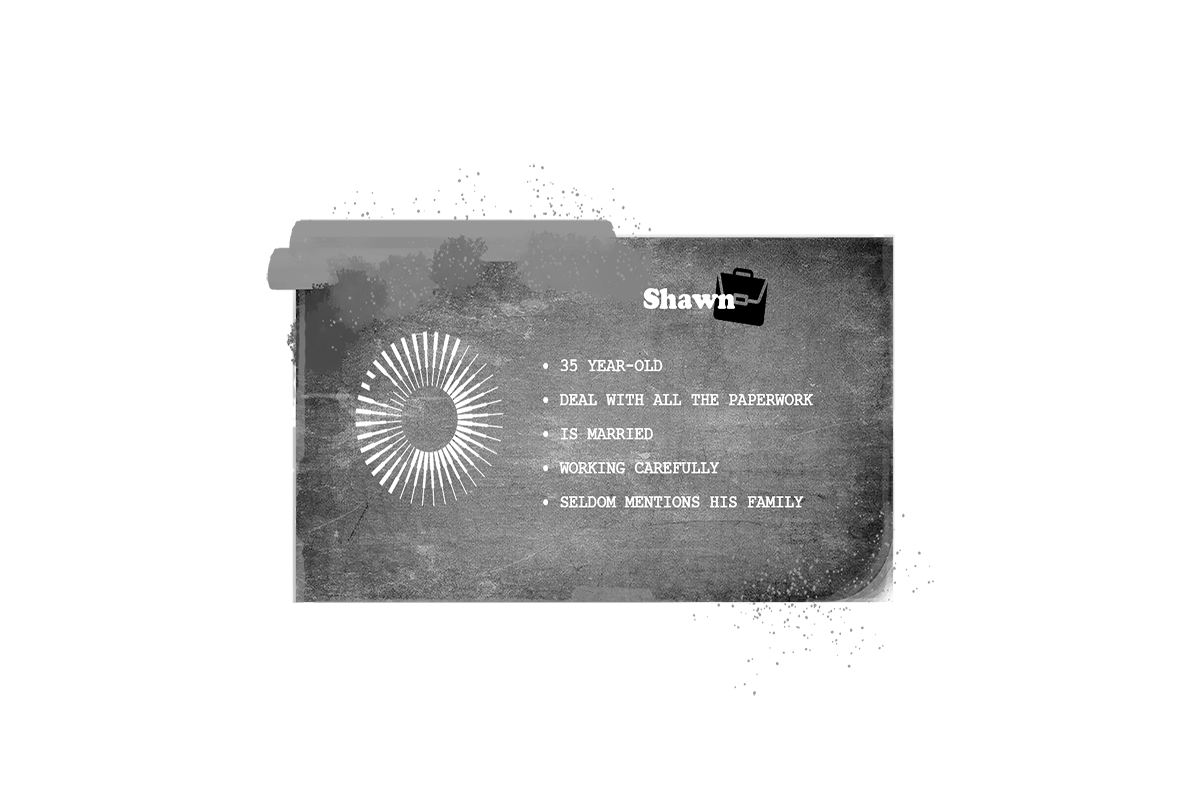 Shawn
• 35 YEAR-OLD
• DEAL WITH ALL THE PAPERWORK
• IS MARRIED
• WORKING CAREFULLY
• SELDOM MENTIONS HIS FAMILY